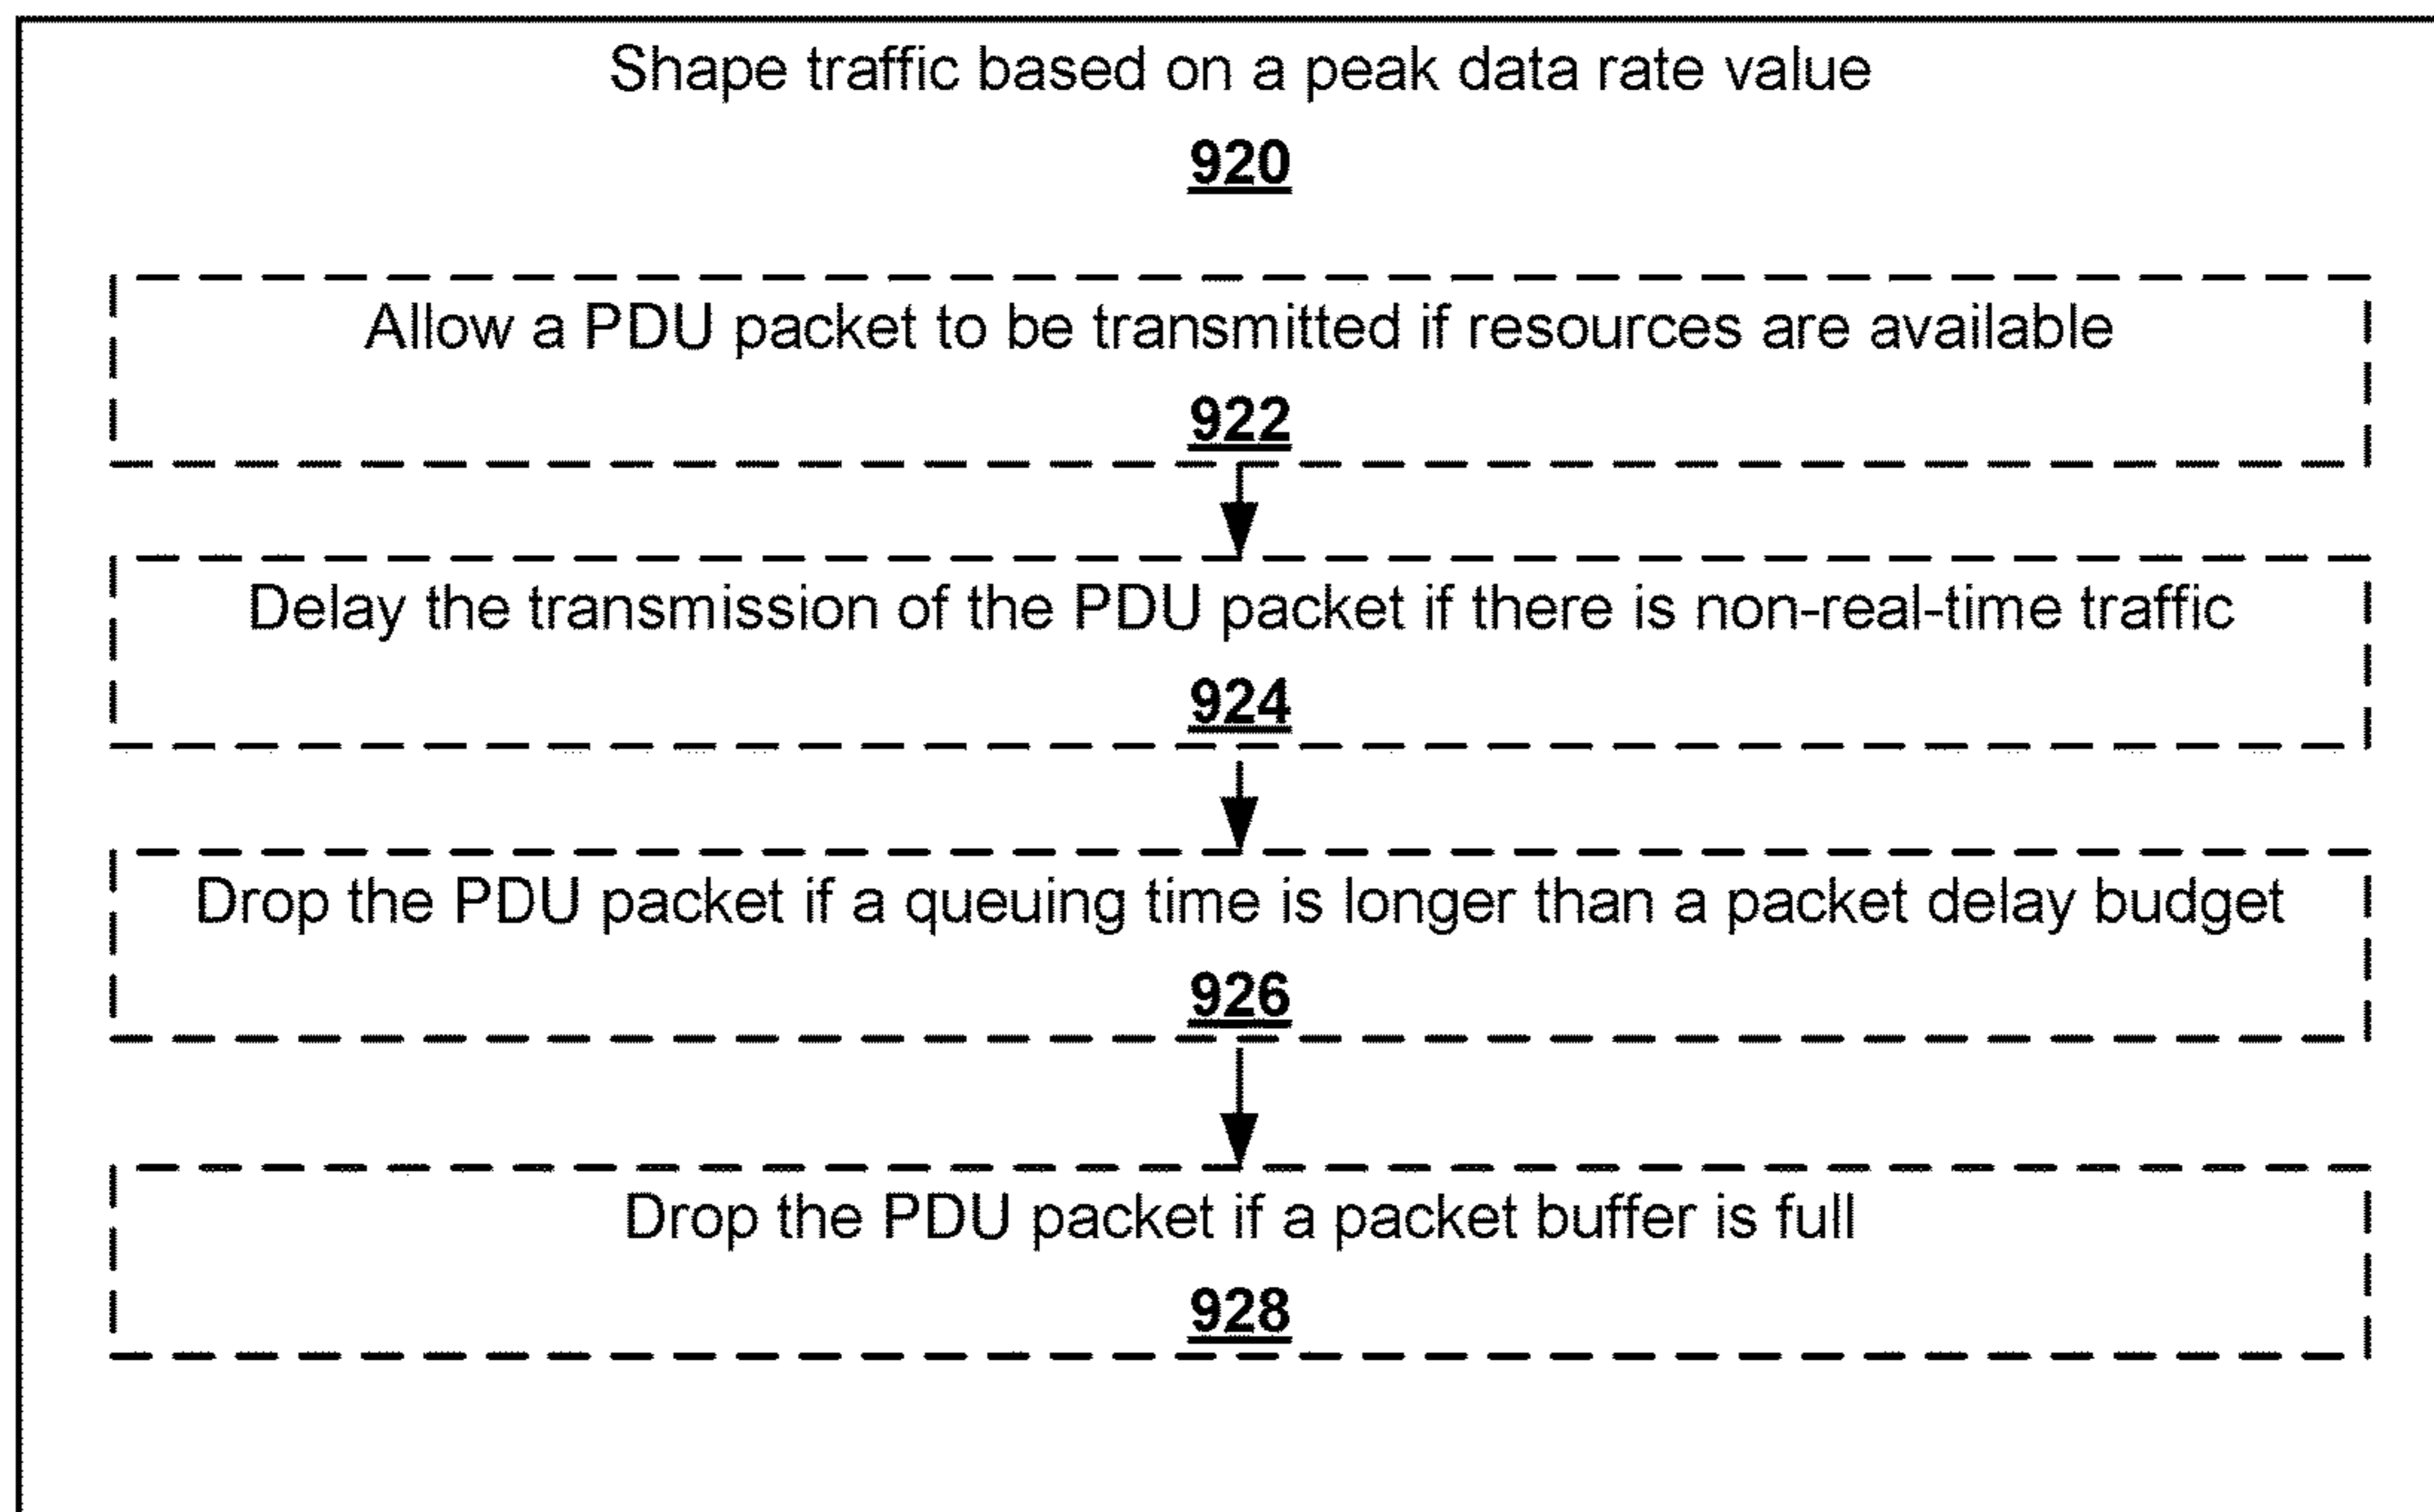 Shape traffic based on a peak data rate value
920
Allow a PDU packet to be transmitted if resources are available
922
Delay the transmission of the PDU packet if there is non-real-time traffic
924
Drop the PDU packet if a queuing time is longer than a packet delay budget
926
Drop the PDU packet if a packet buffer is full
928